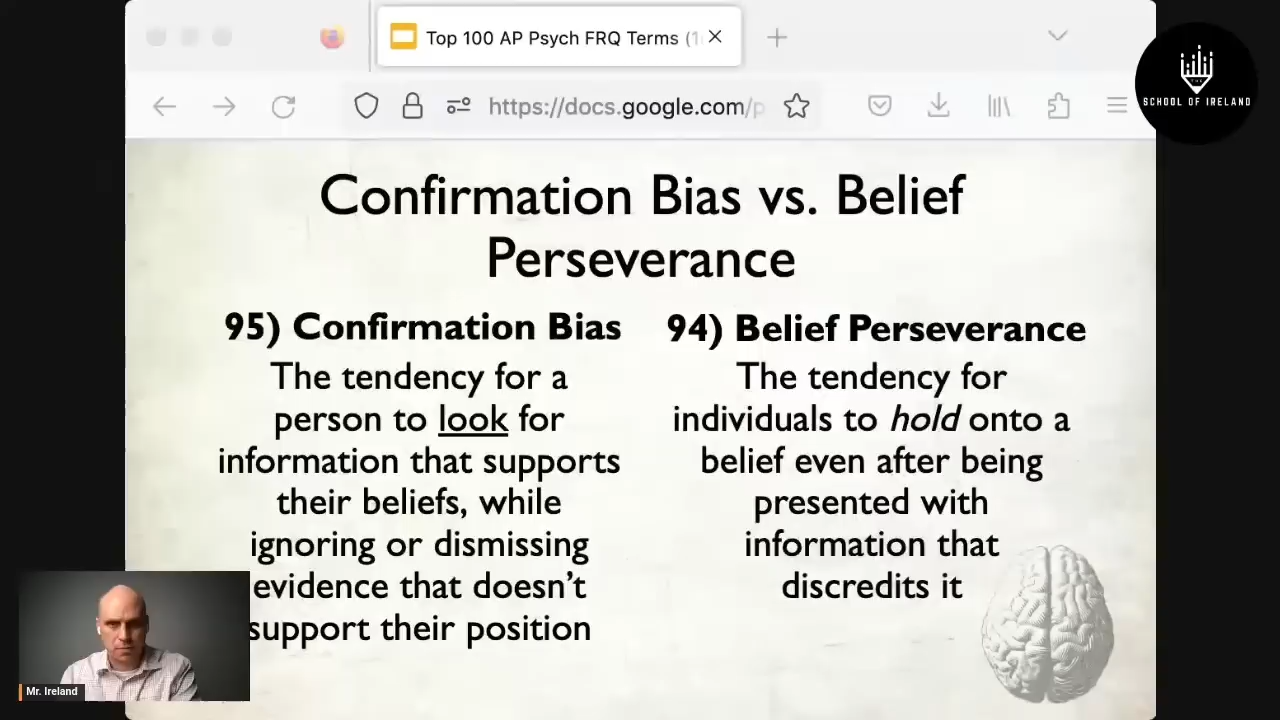 Top 100 AP Psych FRQ Terms (1
https://docs.google.com/p
THE
SCHOOL OF IRELAND
Confirmation Bias vs. Belief
Perseverance
95) Confirmation Bias
The tendency for a
person to look for
information that supports
their beliefs, while
ignoring or dismissing
evidence that doesn’t
support their position
94) Belief Perseverance
The tendency for
individuals to hold onto a
belief even after being
presented with
information that
discredits it
Mr. Ireland